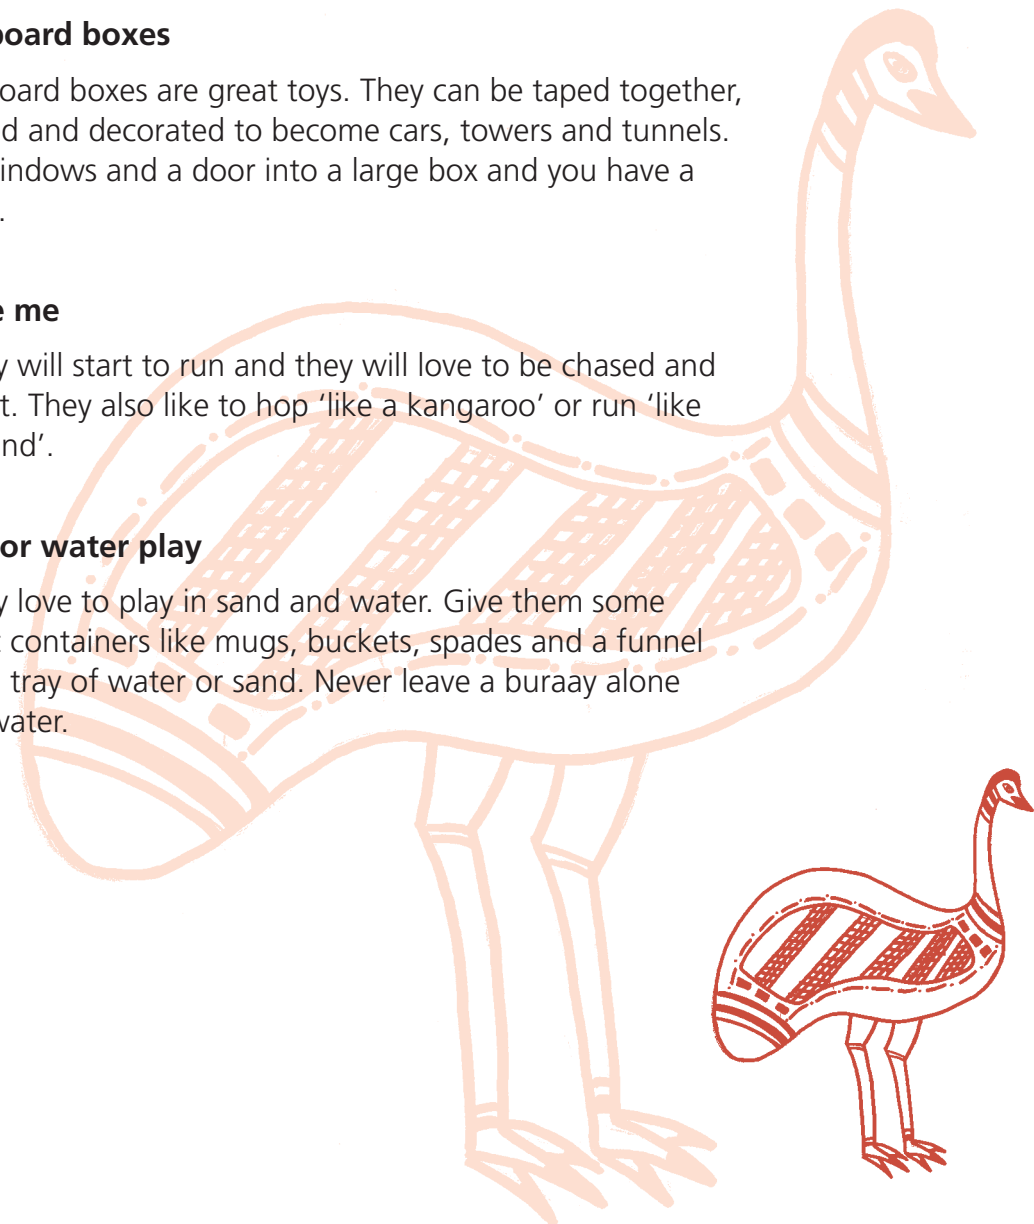 board boxes
oard boxes are great toys. They can be taped together,
d and decorated to become cars, towers and tunnels.
indows and a door into a large box and you have a
.
e me
y will start to run and they will love to be chased and
t. They also like to hop ‘like a kangaroo’ or run ‘like
nd’.
or water play
y love to play in sand and water. Give them some
c containers like mugs, buckets, spades and a funnel
tray of water or sand. Never leave a buraay alone
water.